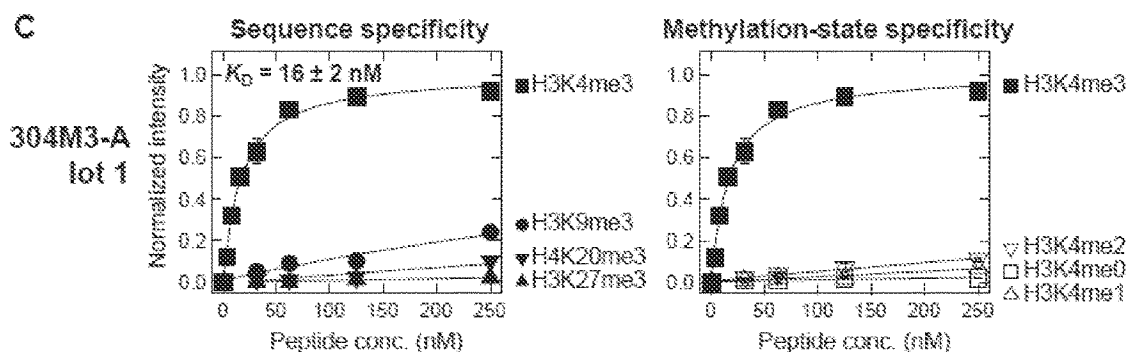 C
Sequence specificity
Methylation-state specificity
304M3-A
lot 1
Normalized intensity
1.0
0.8
0.6
0.4
0.2
0.0
K_D = 16 ± 2 nM
H3K4me3
H3K9me3
H4K20me3
H3K27me3
0 50 100 150 200 250
Peptide conc. (nM)
1.0
0.8
0.6
0.4
0.2
0.0
H3K4me3
H3K4me2
H3K4me0
H3K4me1
0 50 100 150 200 250
Peptide conc. (nM)